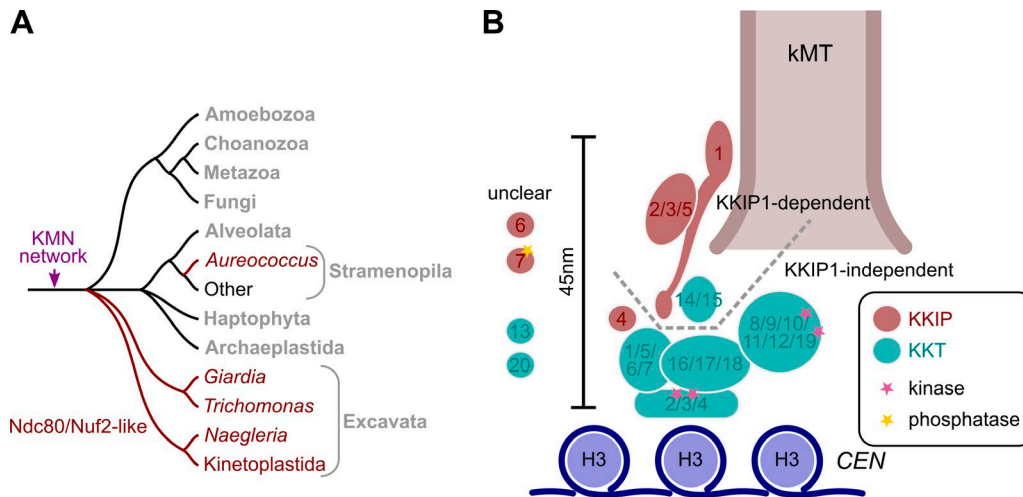 A
Amoebozoa
Choanozoa
Metazoa
Fungi
KMN
network
Alveolata
Aureococcus
Stramenopila
Other
Haptophyta
Archaeplastida
Giardia
Trichomonas
Excavata
Ndc80/Nuf2-like
Naegleria
Kinetoplastida
B
kMT
1
unclear
2/3/5
KKIP1-dependent
6
7
KKIP1-independent
45nm
14/15
4
13
20
8/9/10/
11/12/19
1/5/
6/7
16/17/18
2/3/4
KKIP
KKT
kinase
phosphatase
H3
H3
H3
CEN